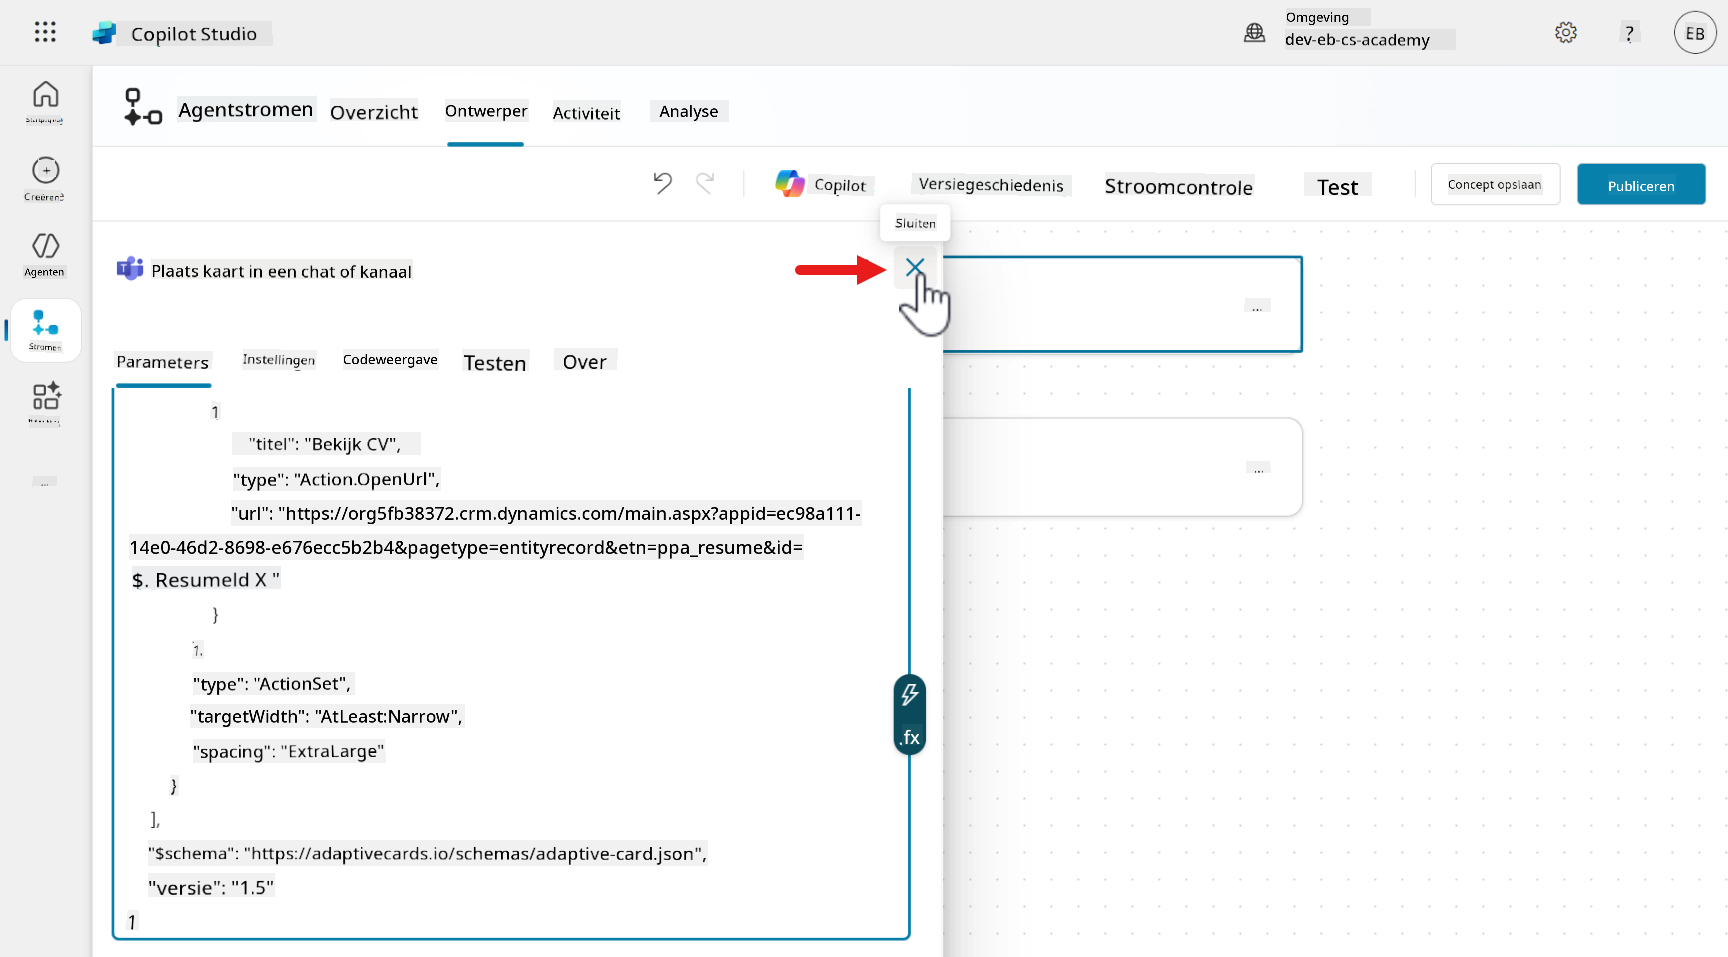 Copilot Studio
Omgeving
dev-eb-cs-academy
?
EB
Agentstromen
Overzicht
Ontwerper
Activiteit
Analyse
Copilot
Versiegeschiedenis
Stroomcontrole
Test
Concept opslaan
Publiceren
Sluiten
Agenten
Stromen
...
Plaats kaart in een chat of kanaal
...
Parameters
Instellingen
Codeweergave
Testen
Over
1
"titel": "Bekijk CV",
"type": "Action.OpenUrl",
"url": "https://org5fb38372.crm.dynamics.com/main.aspx?appid=ec98a111-
14e0-46d2-8698-e676ecc5b2b4&pagetype=entityrecord&etn=ppa_resume&id=
$. ResumeId X "
}
1.
"type": "ActionSet",
"targetWidth": "AtLeast:Narrow",
"spacing": "ExtraLarge"
}
],
"$schema": "https://adaptivecards.io/schemas/adaptive-card.json",
"versie": "1.5"
1
.fx
...